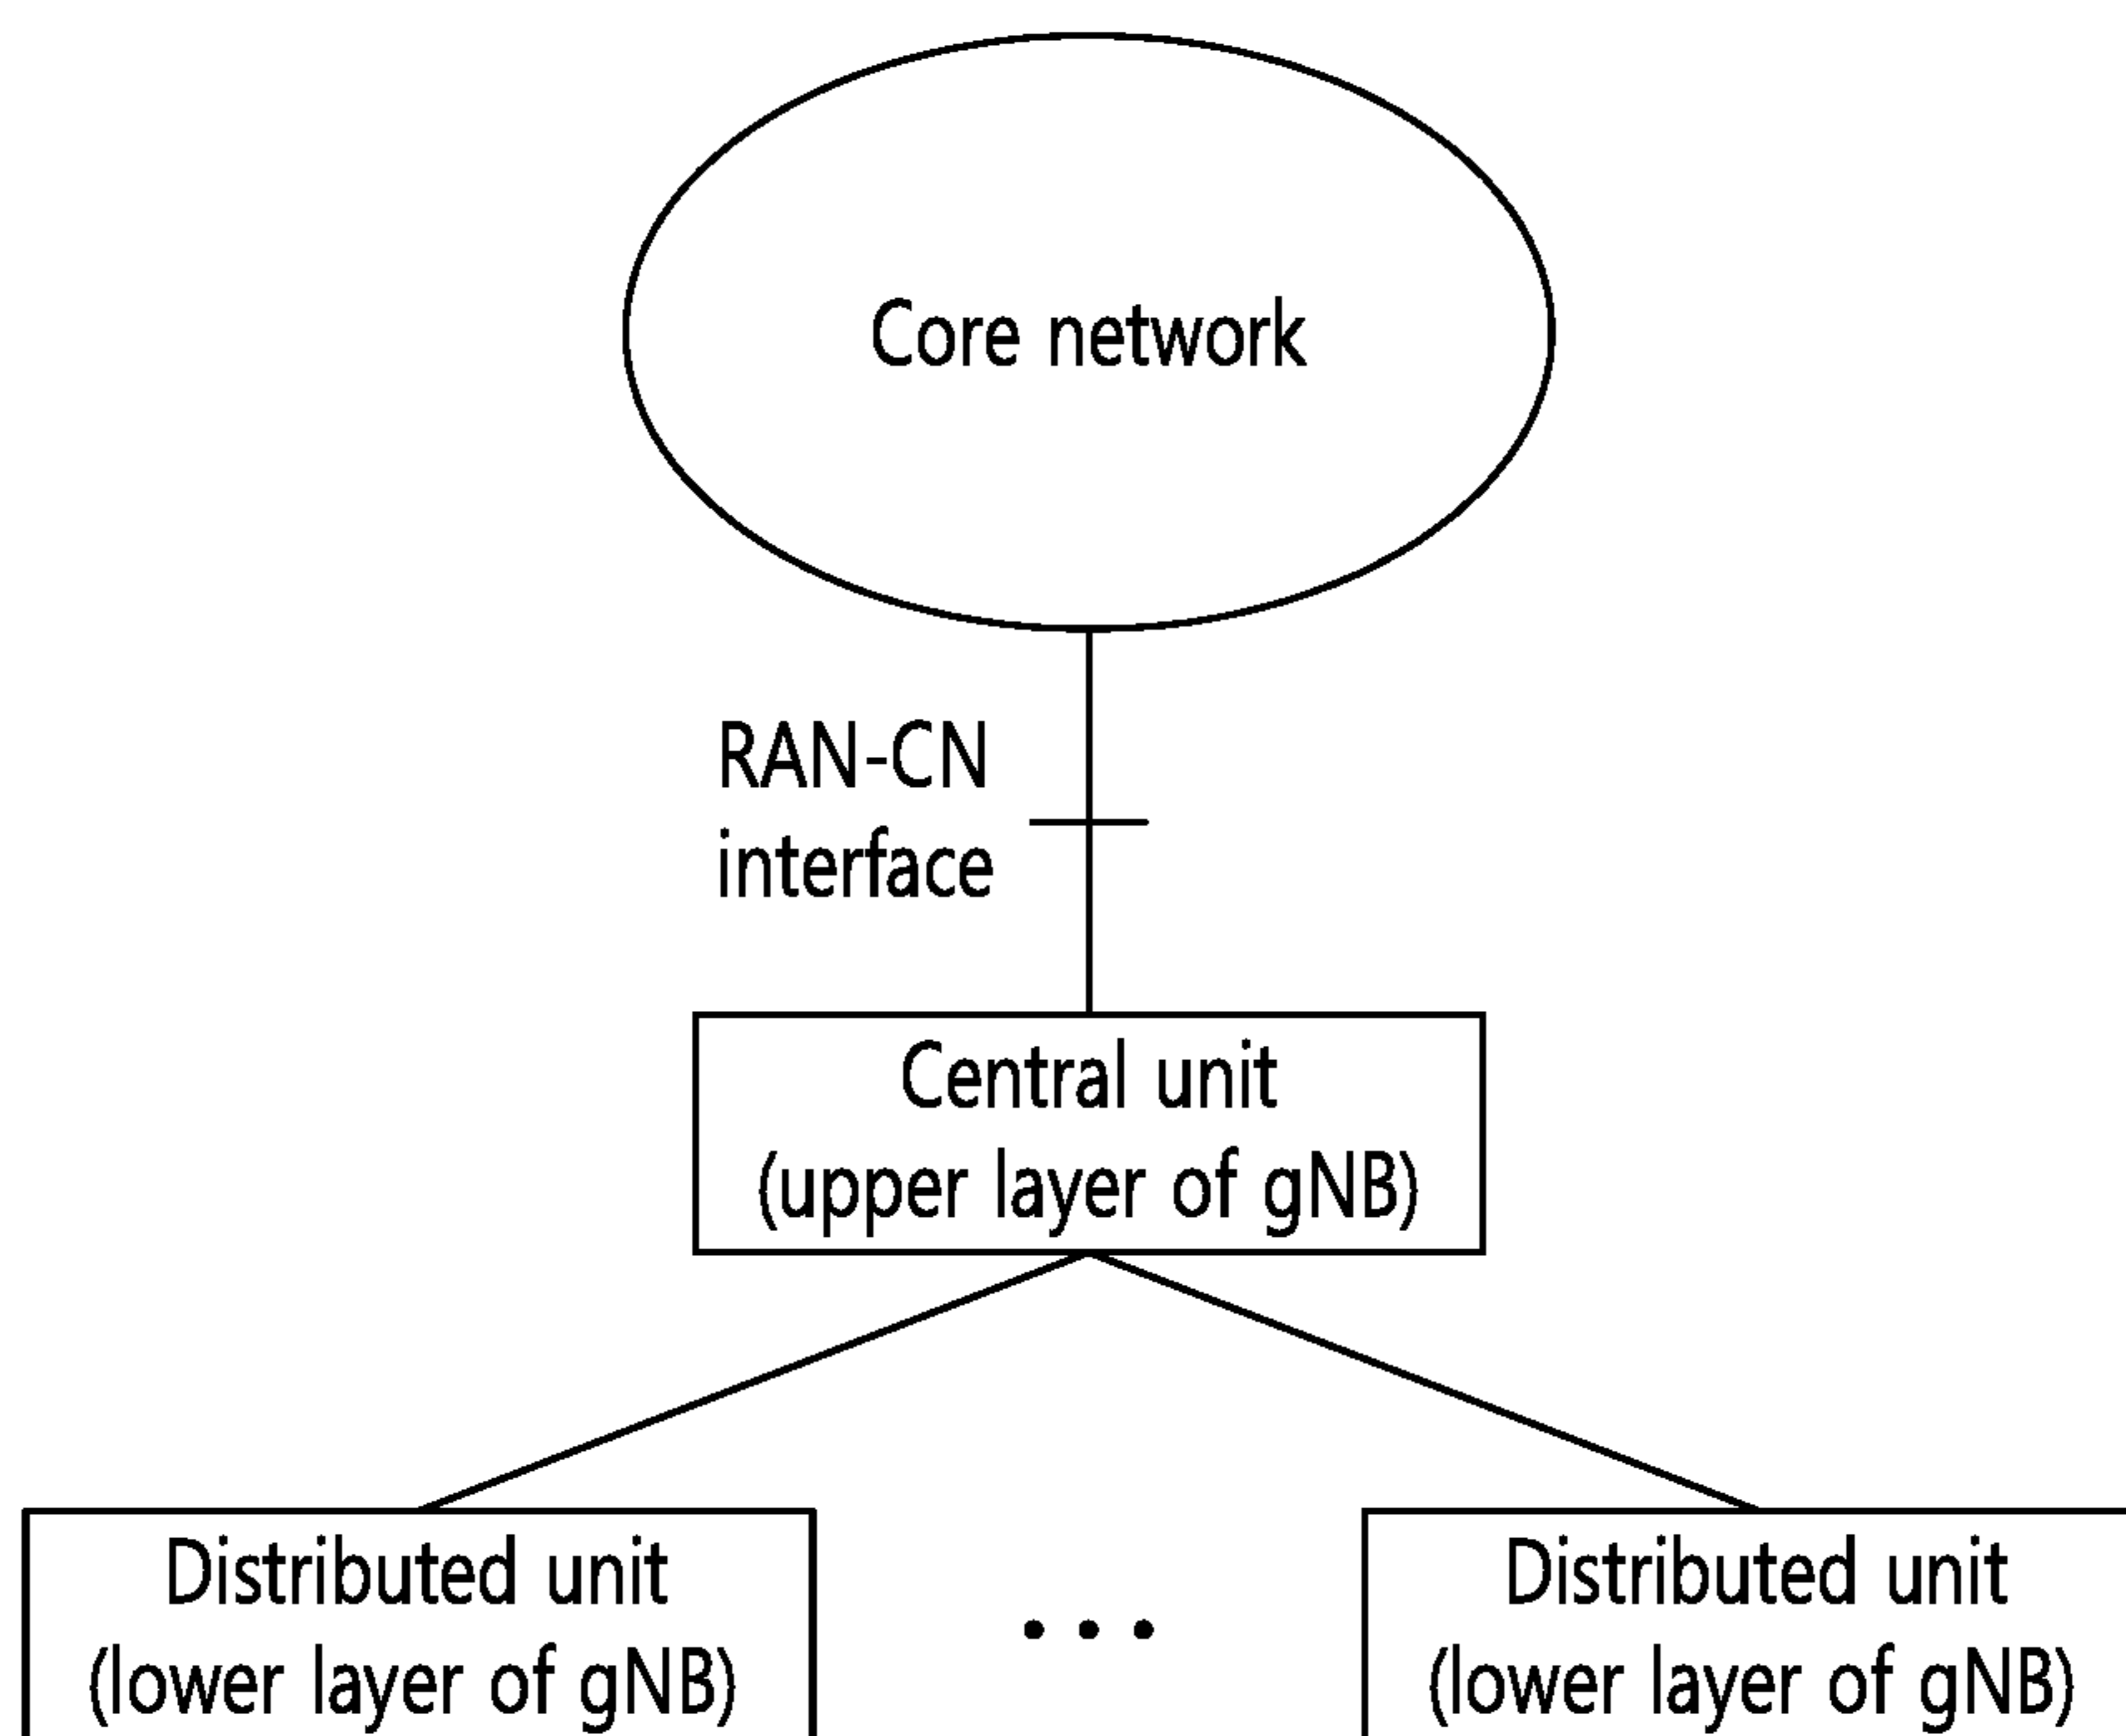 Core network
RAN-CN
interface
Central unit
(upper layer of gNB)
Distributed unit
(lower layer of gNB)
• • •
Distributed unit
(lower layer of gNB)